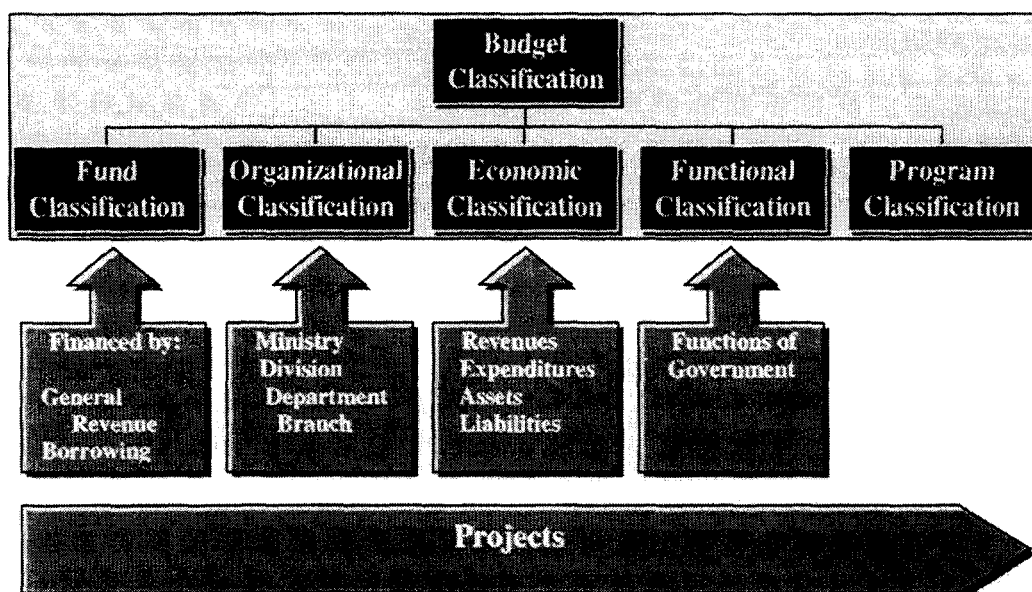 Budget
Classification
Fund
Classification
Organizational
Classification
Economic
Classification
Functional
Classification
Program
Classification
Financed by:
General
Revenue
Borrowing
Ministry
Division
Department
Branch
Revenues
Expenditures
Assets
Liabilities
Functions of
Government
Projects